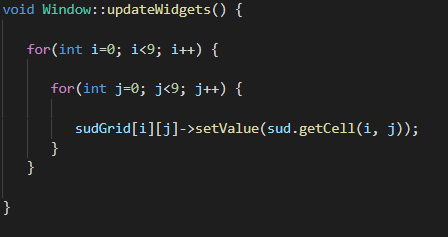 void Window::updateWidgets() {
for(int i=0; i<9; i++) {
for(int j=0; j<9; j++) {
sudGrid[i][j]->setValue(sud.getCell(i, j));
}
}
}